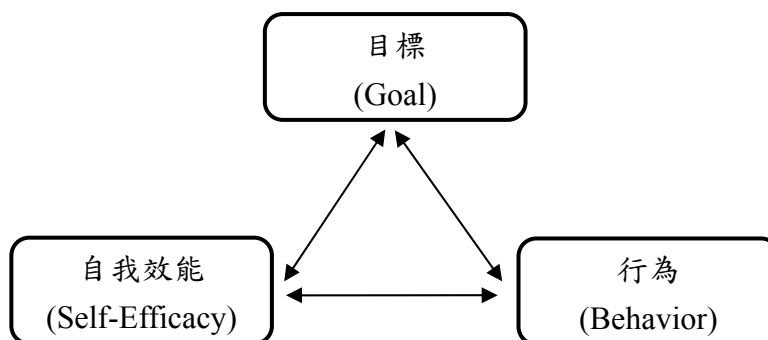 目標
(Goal)
自我效能
(Self-Efficacy)
行為
(Behavior)